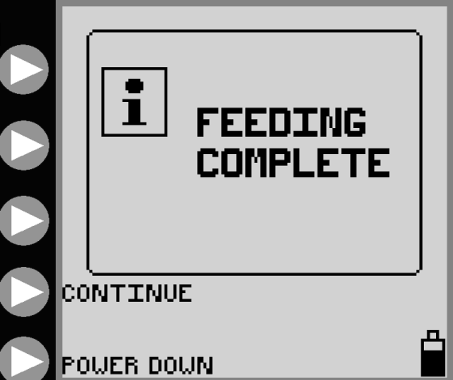 i
FEEDING
COMPLETE
CONTINUE
POWER DOWN